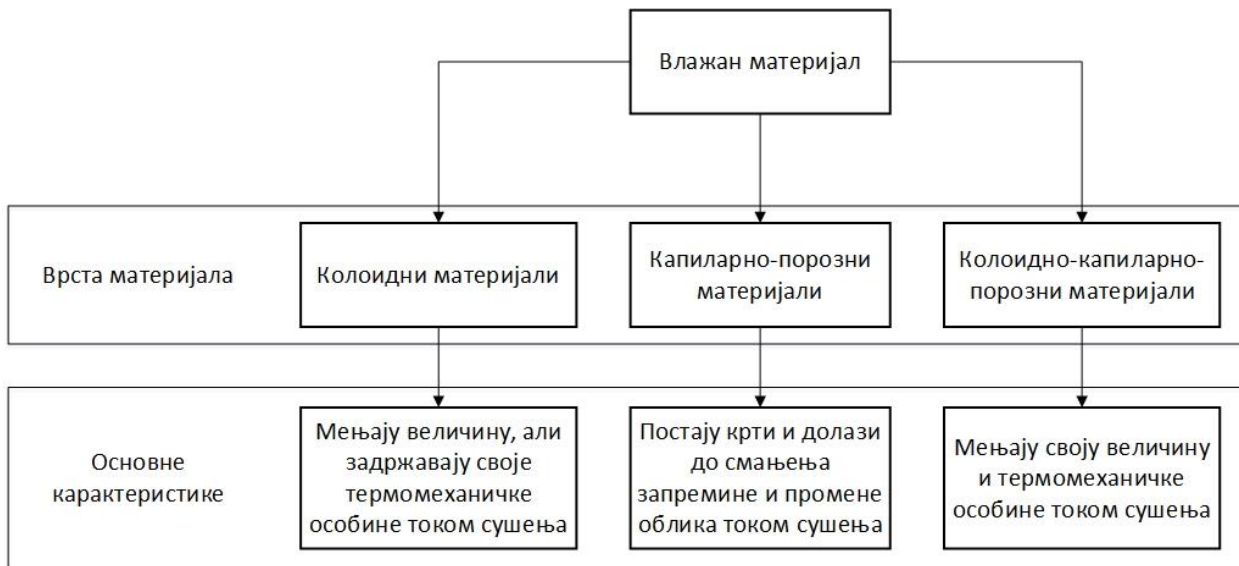 Влажан материјал
Врста материјала
Колоидни материјали
Капиларно-порозни
материјали
Колоидно-капиларно-
порозни материјали
Основне
карактеристике
Мењају величину, али
задржавају своје
термомеханичке
особине током сушења
Постају крти и долази
до смањења
запремине и промене
облика током сушења
Мењају своју величину
и термомеханичке
особине током сушења